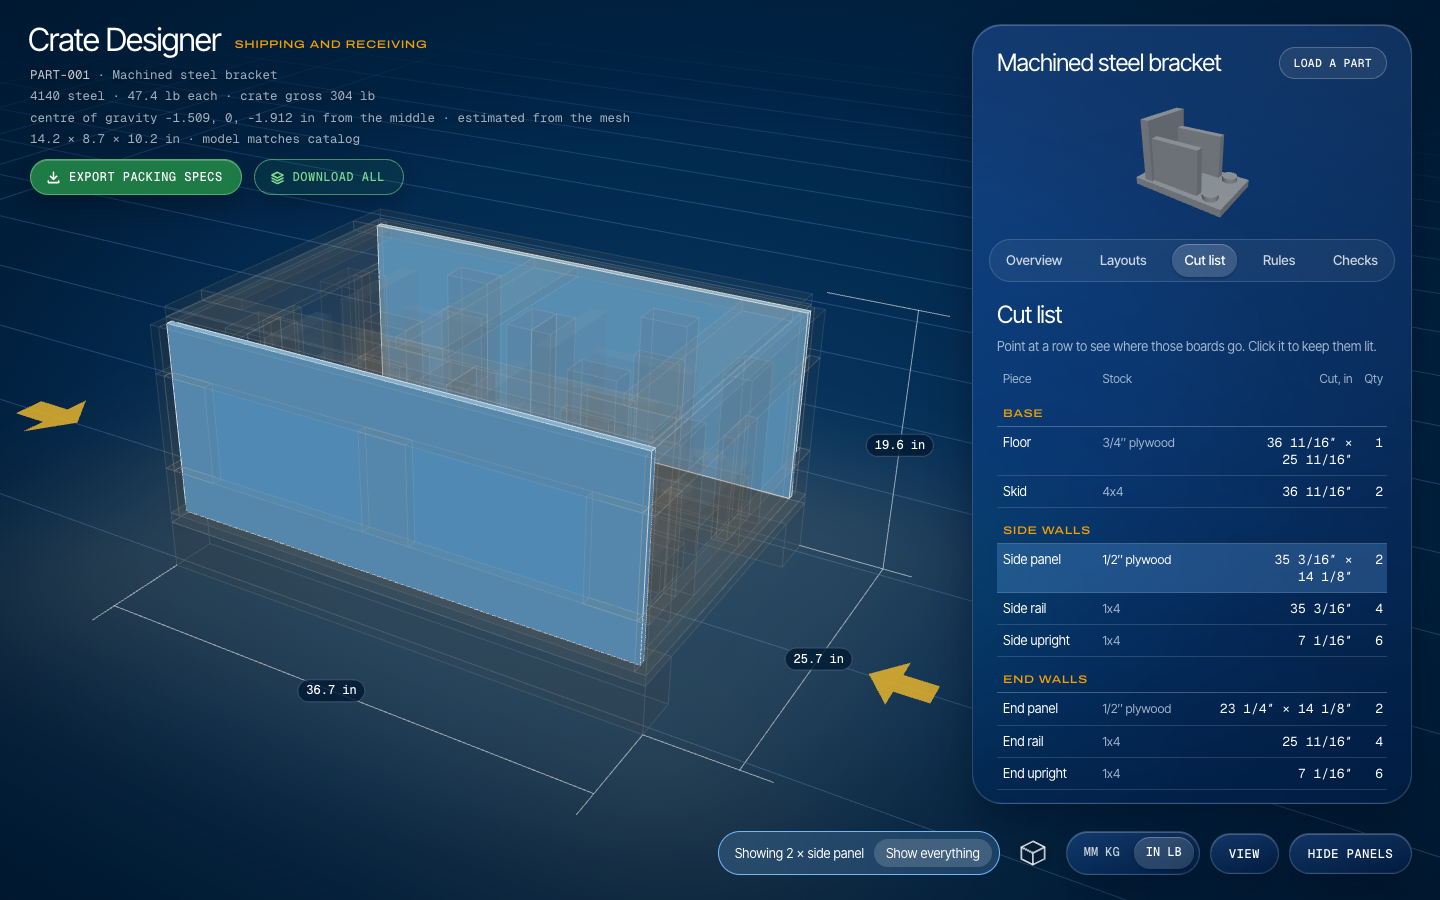 Crate Designer SHIPPING AND RECEIVING
PART-001 · Machined steel bracket
4140 steel · 47.4 lb each · crate gross 304 lb
centre of gravity -1.509, 0, -1.912 in from the middle · estimated from the mesh
14.2 × 8.7 × 10.2 in · model matches catalog
EXPORT PACKING SPECS
DOWNLOAD ALL
19.6 in
25.7 in
36.7 in
Machined steel bracket
LOAD A PART
Overview Layouts Cut list Rules Checks
Cut list
Point at a row to see where those boards go. Click it to keep them lit.
Piece Stock Cut, in Qty
BASE
Floor 3/4″ plywood 36 11/16″ × 1
25 11/16″
Skid 4x4 36 11/16″ 2
SIDE WALLS
Side panel 1/2″ plywood 35 3/16″ × 2
14 1/8″
Side rail 1x4 35 3/16″ 4
Side upright 1x4 7 1/16″ 6
END WALLS
End panel 1/2″ plywood 23 1/4″ × 14 1/8″ 2
End rail 1x4 25 11/16″ 4
End upright 1x4 7 1/16″ 6
Showing 2 × side panel Show everything
MM KG IN LB
VIEW
HIDE PANELS